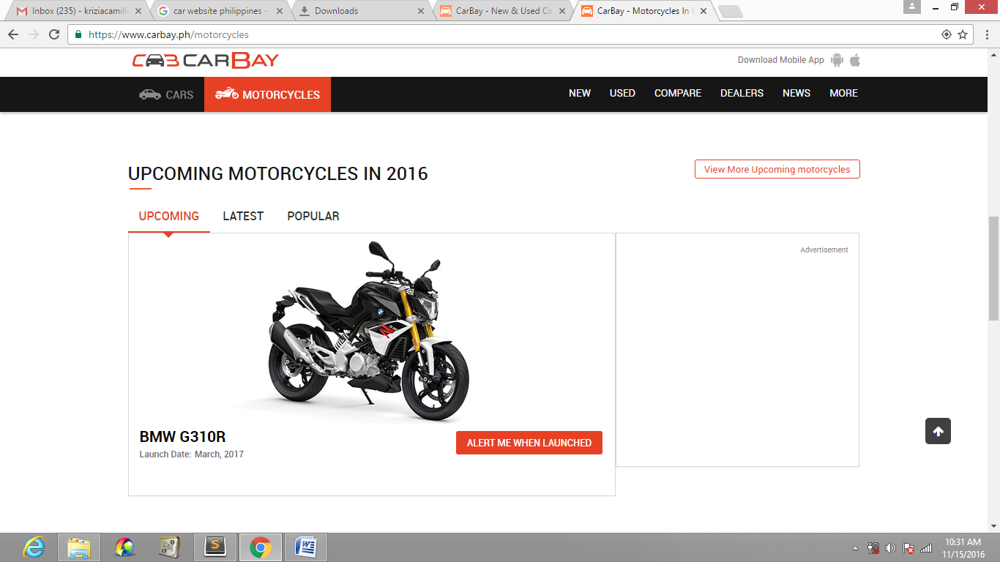 Inbox (235) - kriziacamille
car website philippines -
Downloads
CarBay - New & Used Ca
CarBay - Motorcycles In
https://www.carbay.ph/motorcycles
CARBAY
Download Mobile App
CARS
MOTORCYCLES
NEW
USED
COMPARE
DEALERS
NEWS
MORE
UPCOMING MOTORCYCLES IN 2016
View More Upcoming motorcycles
UPCOMING
LATEST
POPULAR
Advertisement
BMW G310R
ALERT ME WHEN LAUNCHED
Launch Date: March, 2017
10:31 AM
11/15/2016